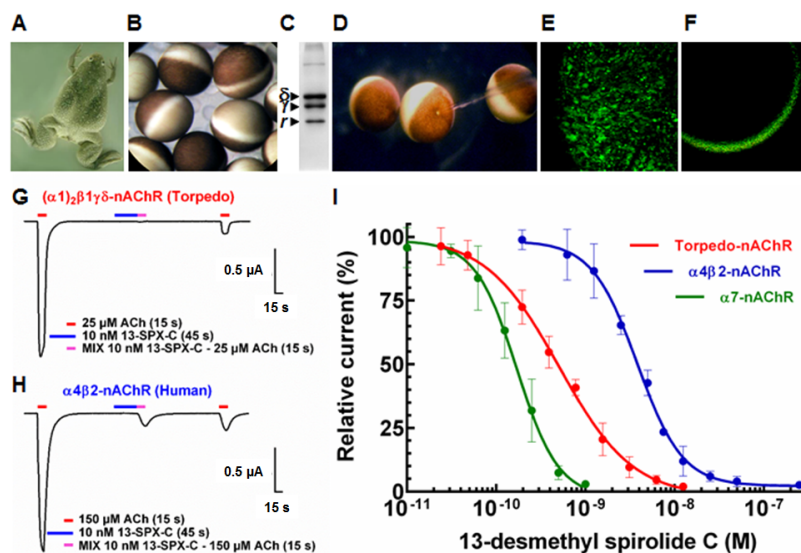 A
B
C
D
E
F
δ
γ
r
G
(α1)₂β1γδ-nAChR (Torpedo)
0.5 µA
15 s
25 µM ACh (15 s)
10 nM 13-SPX-C (45 s)
MIX 10 nM 13-SPX-C - 25 µM ACh (15 s)
H
α4β2-nAChR (Human)
0.5 µA
15 s
150 µM ACh (15 s)
10 nM 13-SPX-C (45 s)
MIX 10 nM 13-SPX-C - 150 µM ACh (15 s)
I
Relative current (%)
100
75
50
25
0
Torpedo-nAChR
α4β2-nAChR
α7-nAChR
10⁻¹¹ 10⁻¹⁰ 10⁻⁹ 10⁻⁸ 10⁻⁷
13-desmethyl spirolide C (M)